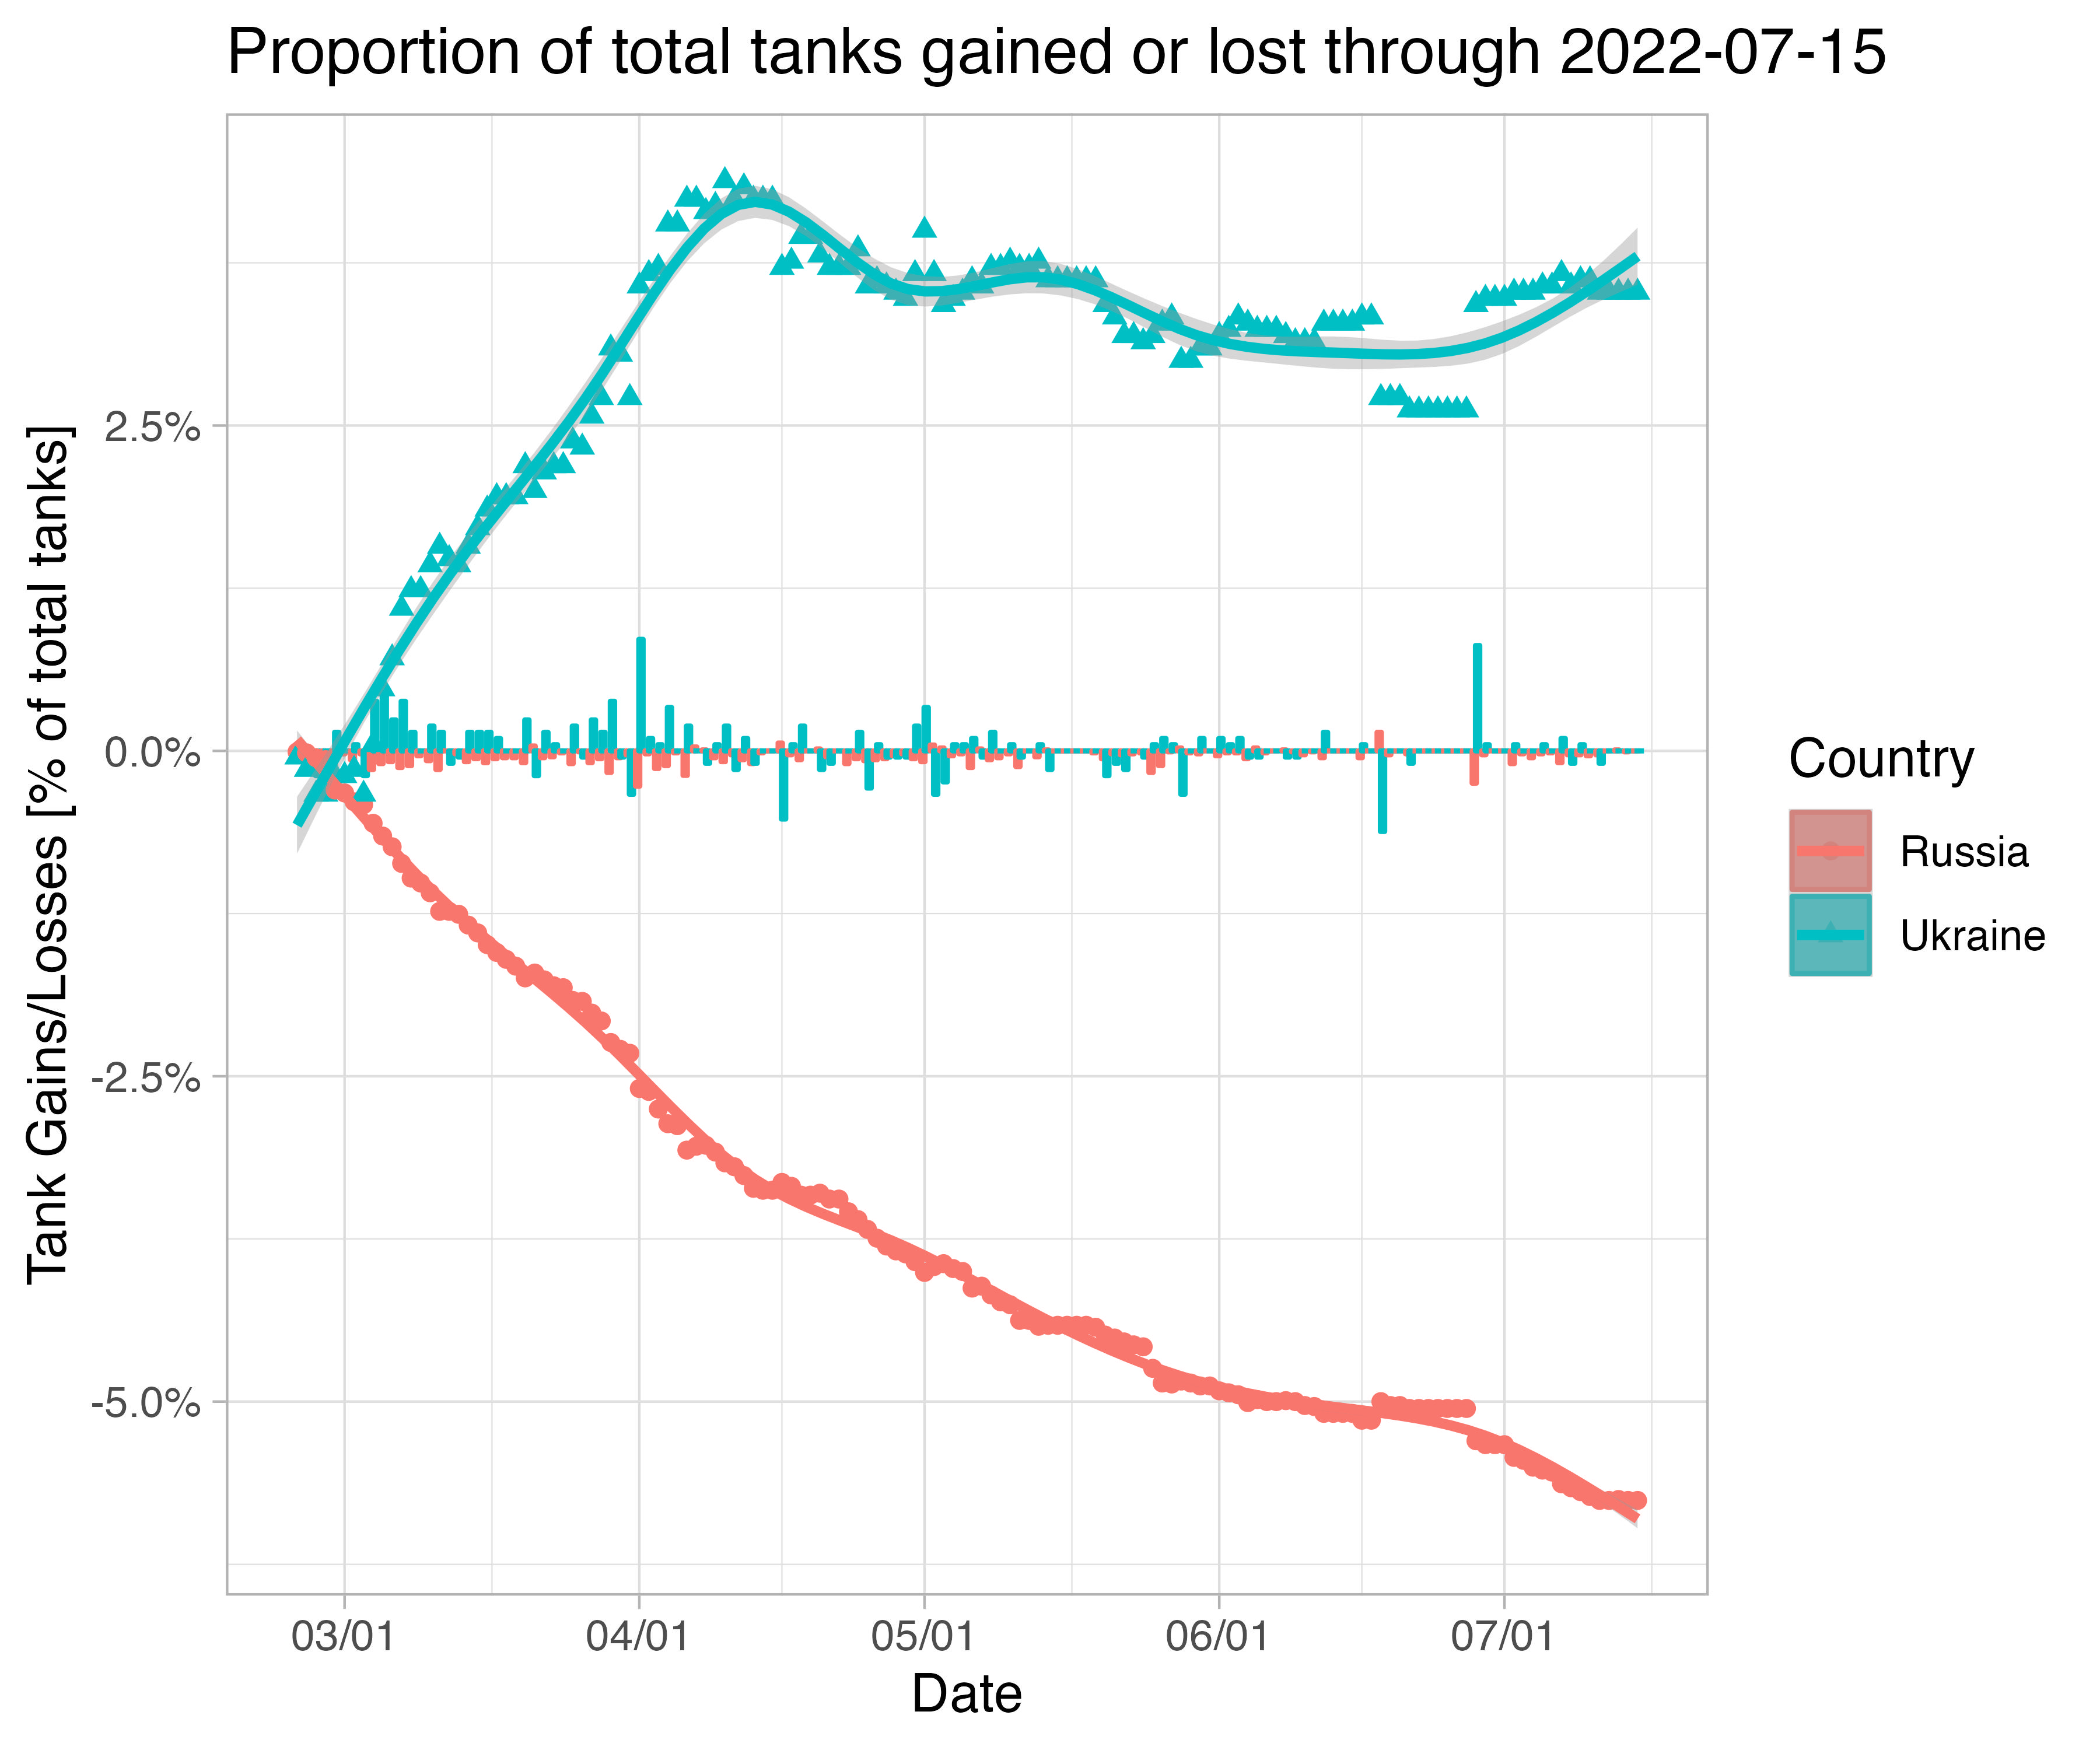 Proportion of total tanks gained or lost through 2022-07-15
Tank Gains/Losses [% of total tanks]
2.5%
0.0%
-2.5%
-5.0%
03/01
04/01
05/01
06/01
07/01
Date
Country
Russia
Ukraine